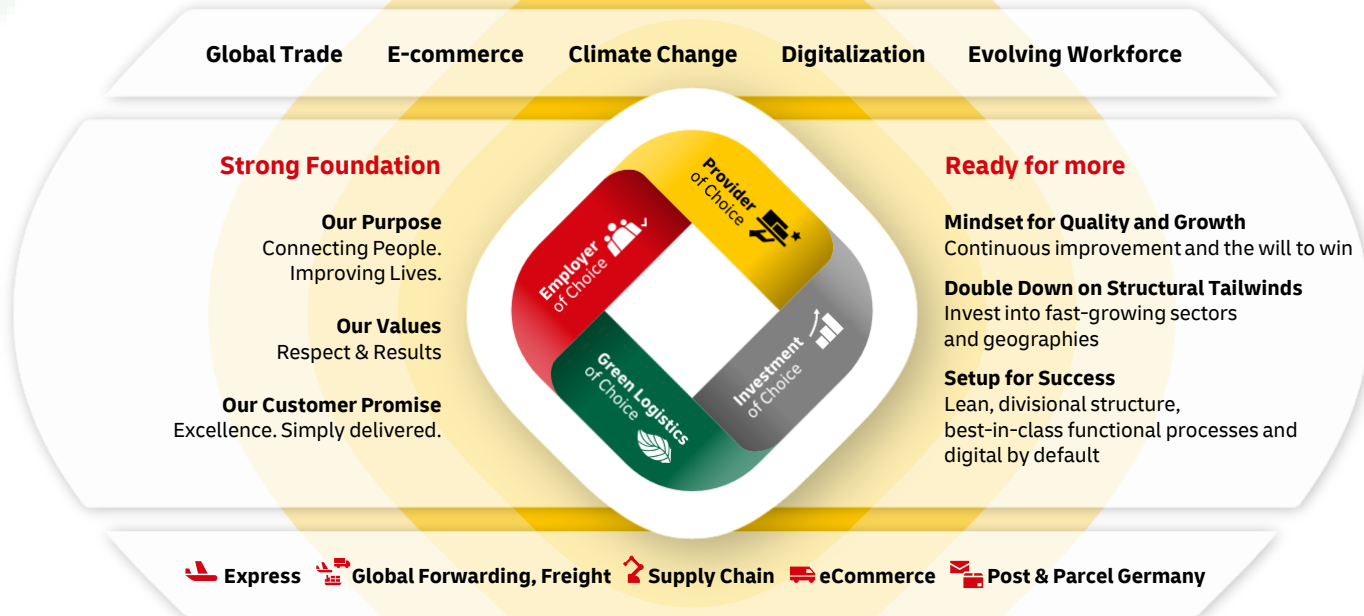 Global Trade E-commerce Climate Change Digitalization Evolving Workforce
Strong Foundation
Our Purpose
Connecting People.
Improving Lives.
Our Values
Respect & Results
Our Customer Promise
Excellence. Simply delivered.
Employer
of Choice
Provider
of Choice
Green Logistics
of Choice
Investment
of Choice
Ready for more
Mindset for Quality and Growth
Continuous improvement and the will to win
Double Down on Structural Tailwinds
Invest into fast-growing sectors
and geographies
Setup for Success
Lean, divisional structure,
best-in-class functional processes and
digital by default
Express Global Forwarding, Freight Supply Chain eCommerce Post & Parcel Germany